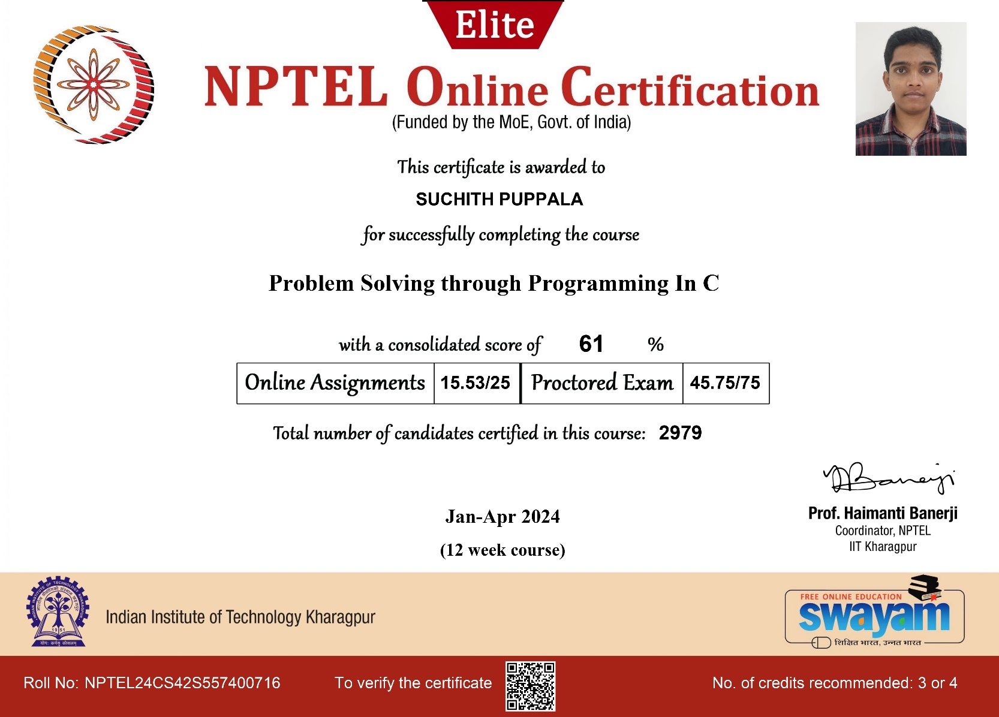 Elite
NPTEL Online Certification
(Funded by the MoE, Govt. of India)
This certificate is awarded to
SUCHITH PUPPALA
for successfully completing the course
Problem Solving through Programming In C
with a consolidated score of 61 %
Online Assignments 15.53/25 Proctored Exam 45.75/75
Total number of candidates certified in this course: 2979
Jan-Apr 2024
(12 week course)
Prof. Haimanti Banerji
Coordinator, NPTEL
IIT Kharagpur
INDIAN INSTITUTE OF TECHNOLOGY KHARAGPUR
1951
योगः कर्मसु कौशलम्
Indian Institute of Technology Kharagpur
FREE ONLINE EDUCATION
swayam
शिक्षित भारत, उन्नत भारत
Roll No: NPTEL24CS42S557400716
To verify the certificate
No. of credits recommended: 3 or 4